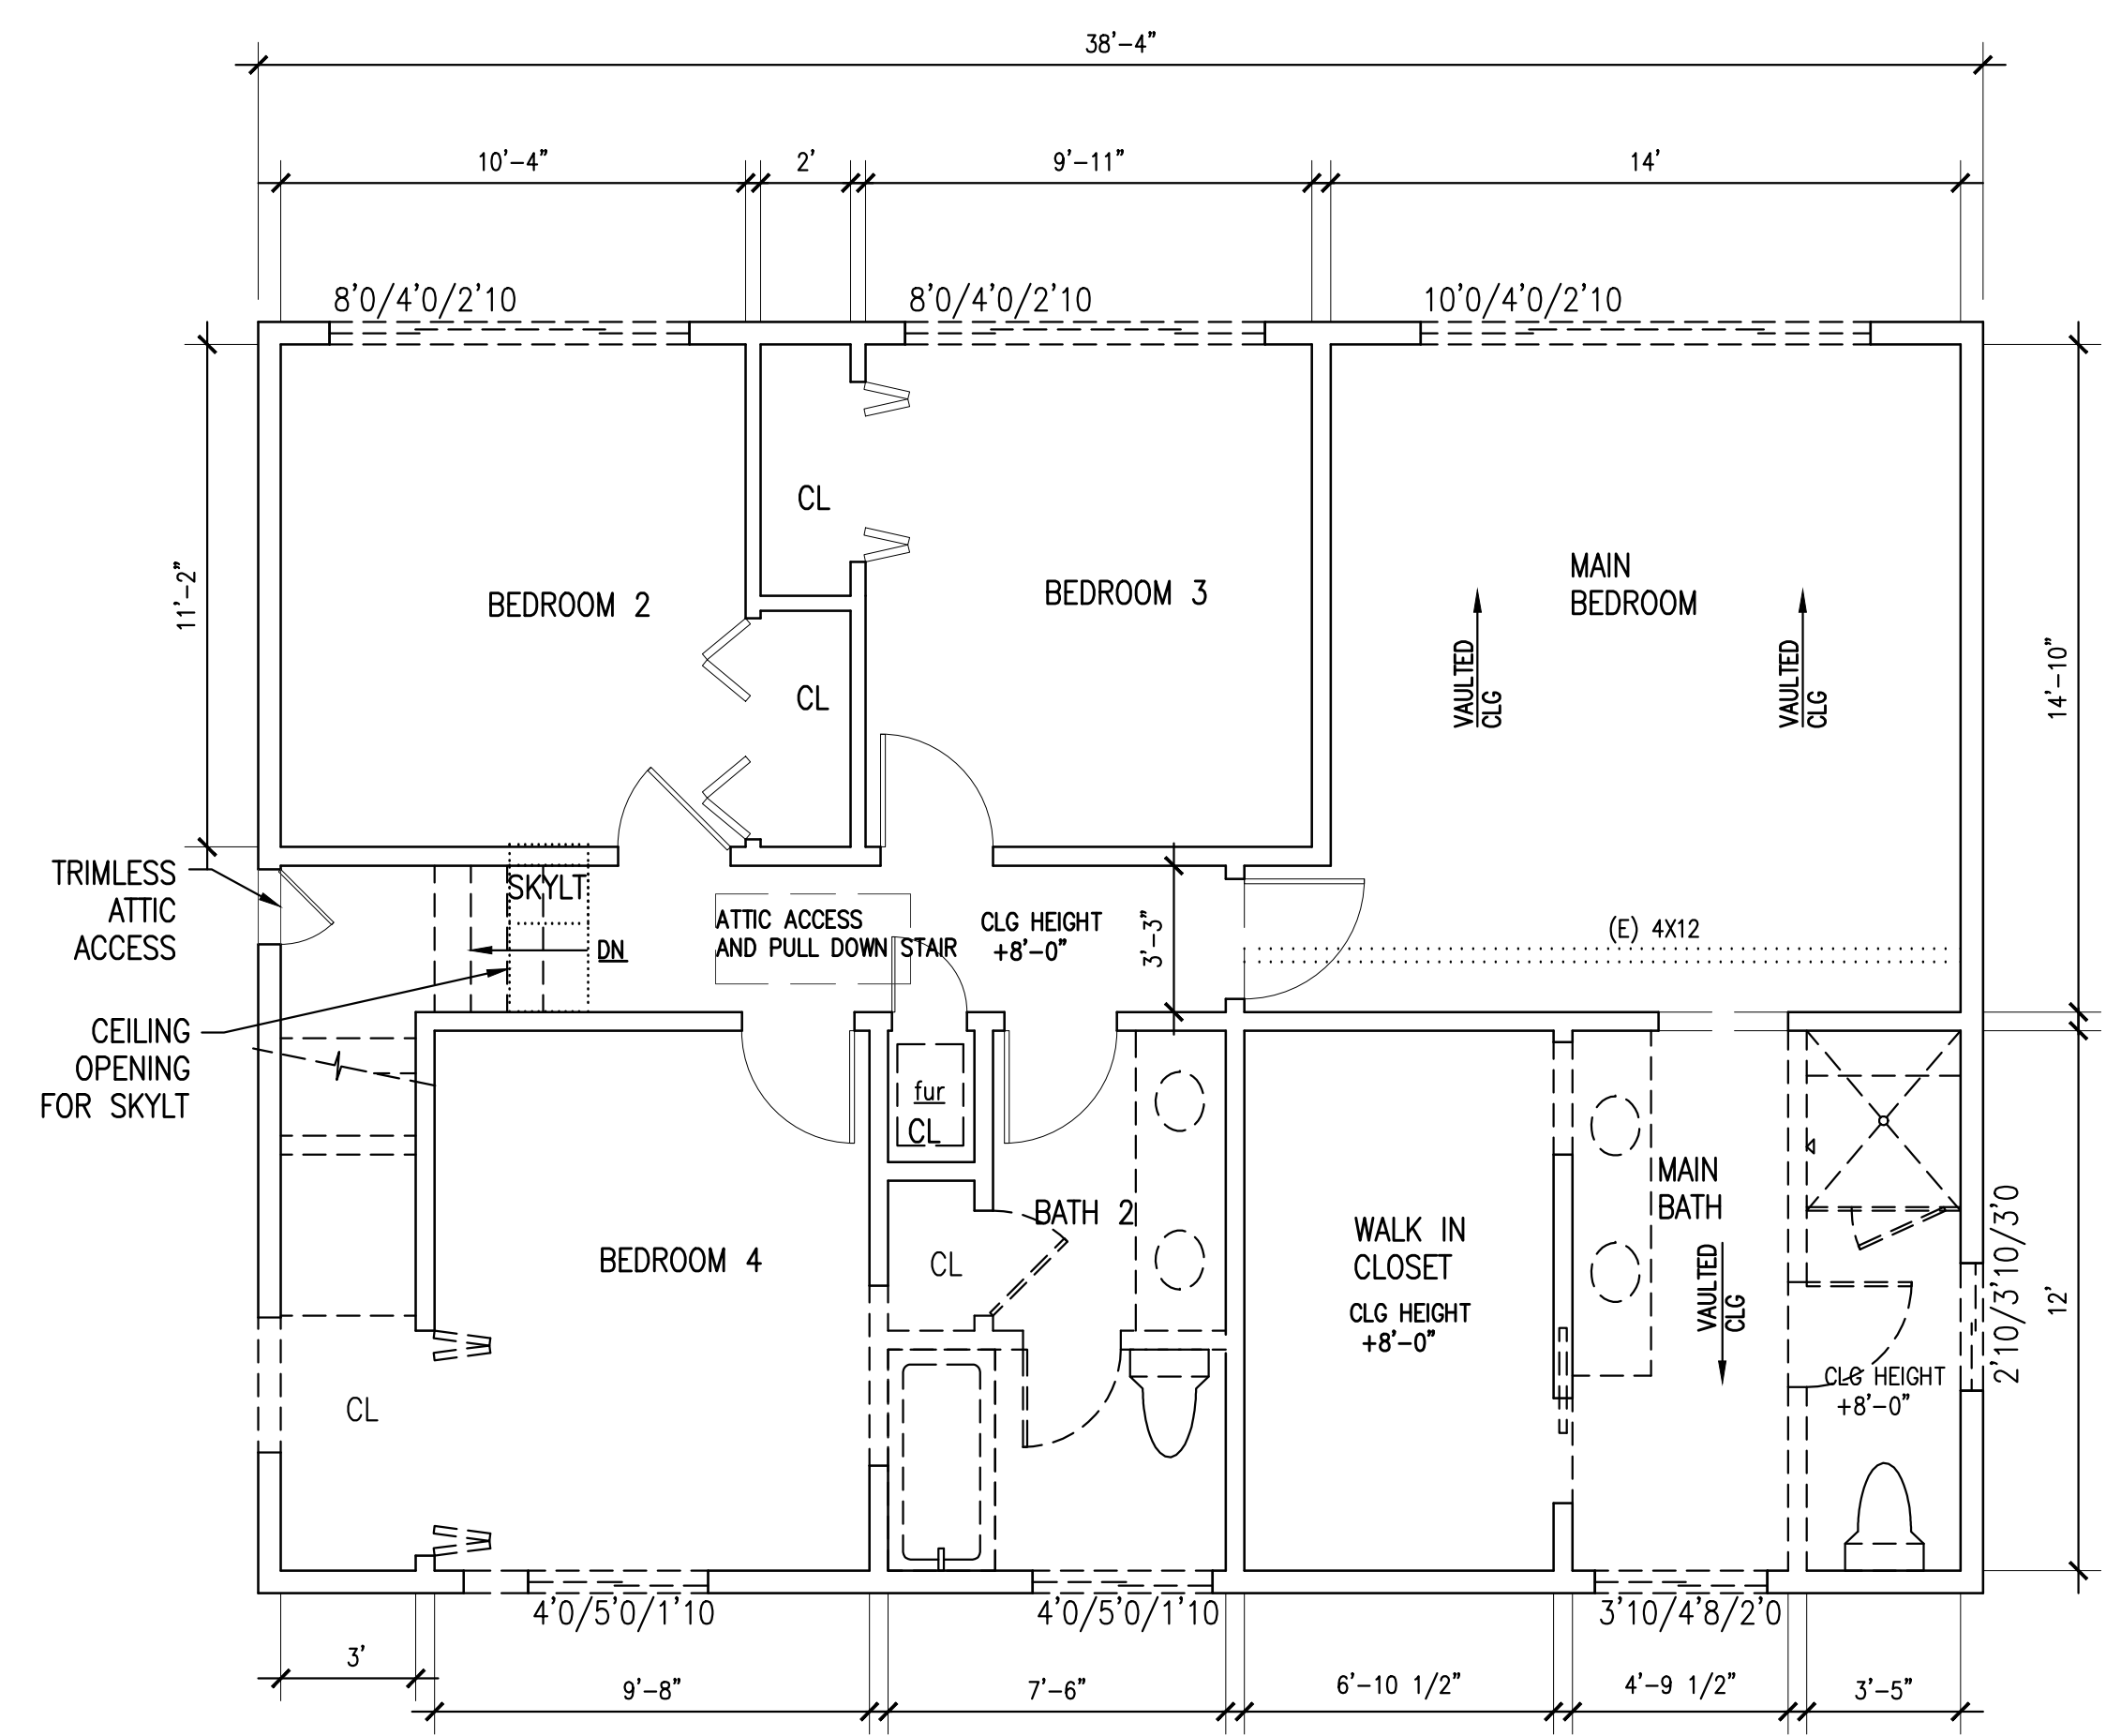 38'-4"
10'-4"
2'
9'-11"
14'
8'0/4'0/2'10
8'0/4'0/2'10
10'0/4'0/2'10
11'-2"
CL
BEDROOM 2
BEDROOM 3
MAIN
BEDROOM
VAULTED
CLG
VAULTED
CLG
14'-10"
CL
TRIMLESS
ATTIC
ACCESS
SKYLT
DN
ATTIC ACCESS
AND PULL DOWN STAIR
CLG HEIGHT
+8'-0"
3'-3"
(E) 4X12
CEILING
OPENING
FOR SKYLT
fur
CL
BEDROOM 4
BATH 2
CL
WALK IN
CLOSET
CLG HEIGHT
+8'-0"
MAIN
BATH
VAULTED
CLG
2'10/3'10/3'0
12'
CLG HEIGHT
+8'-0"
CL
4'0/5'0/1'10
4'0/5'0/1'10
3'10/4'8/2'0
3'
9'-8"
7'-6"
6'-10 1/2"
4'-9 1/2"
3'-5"